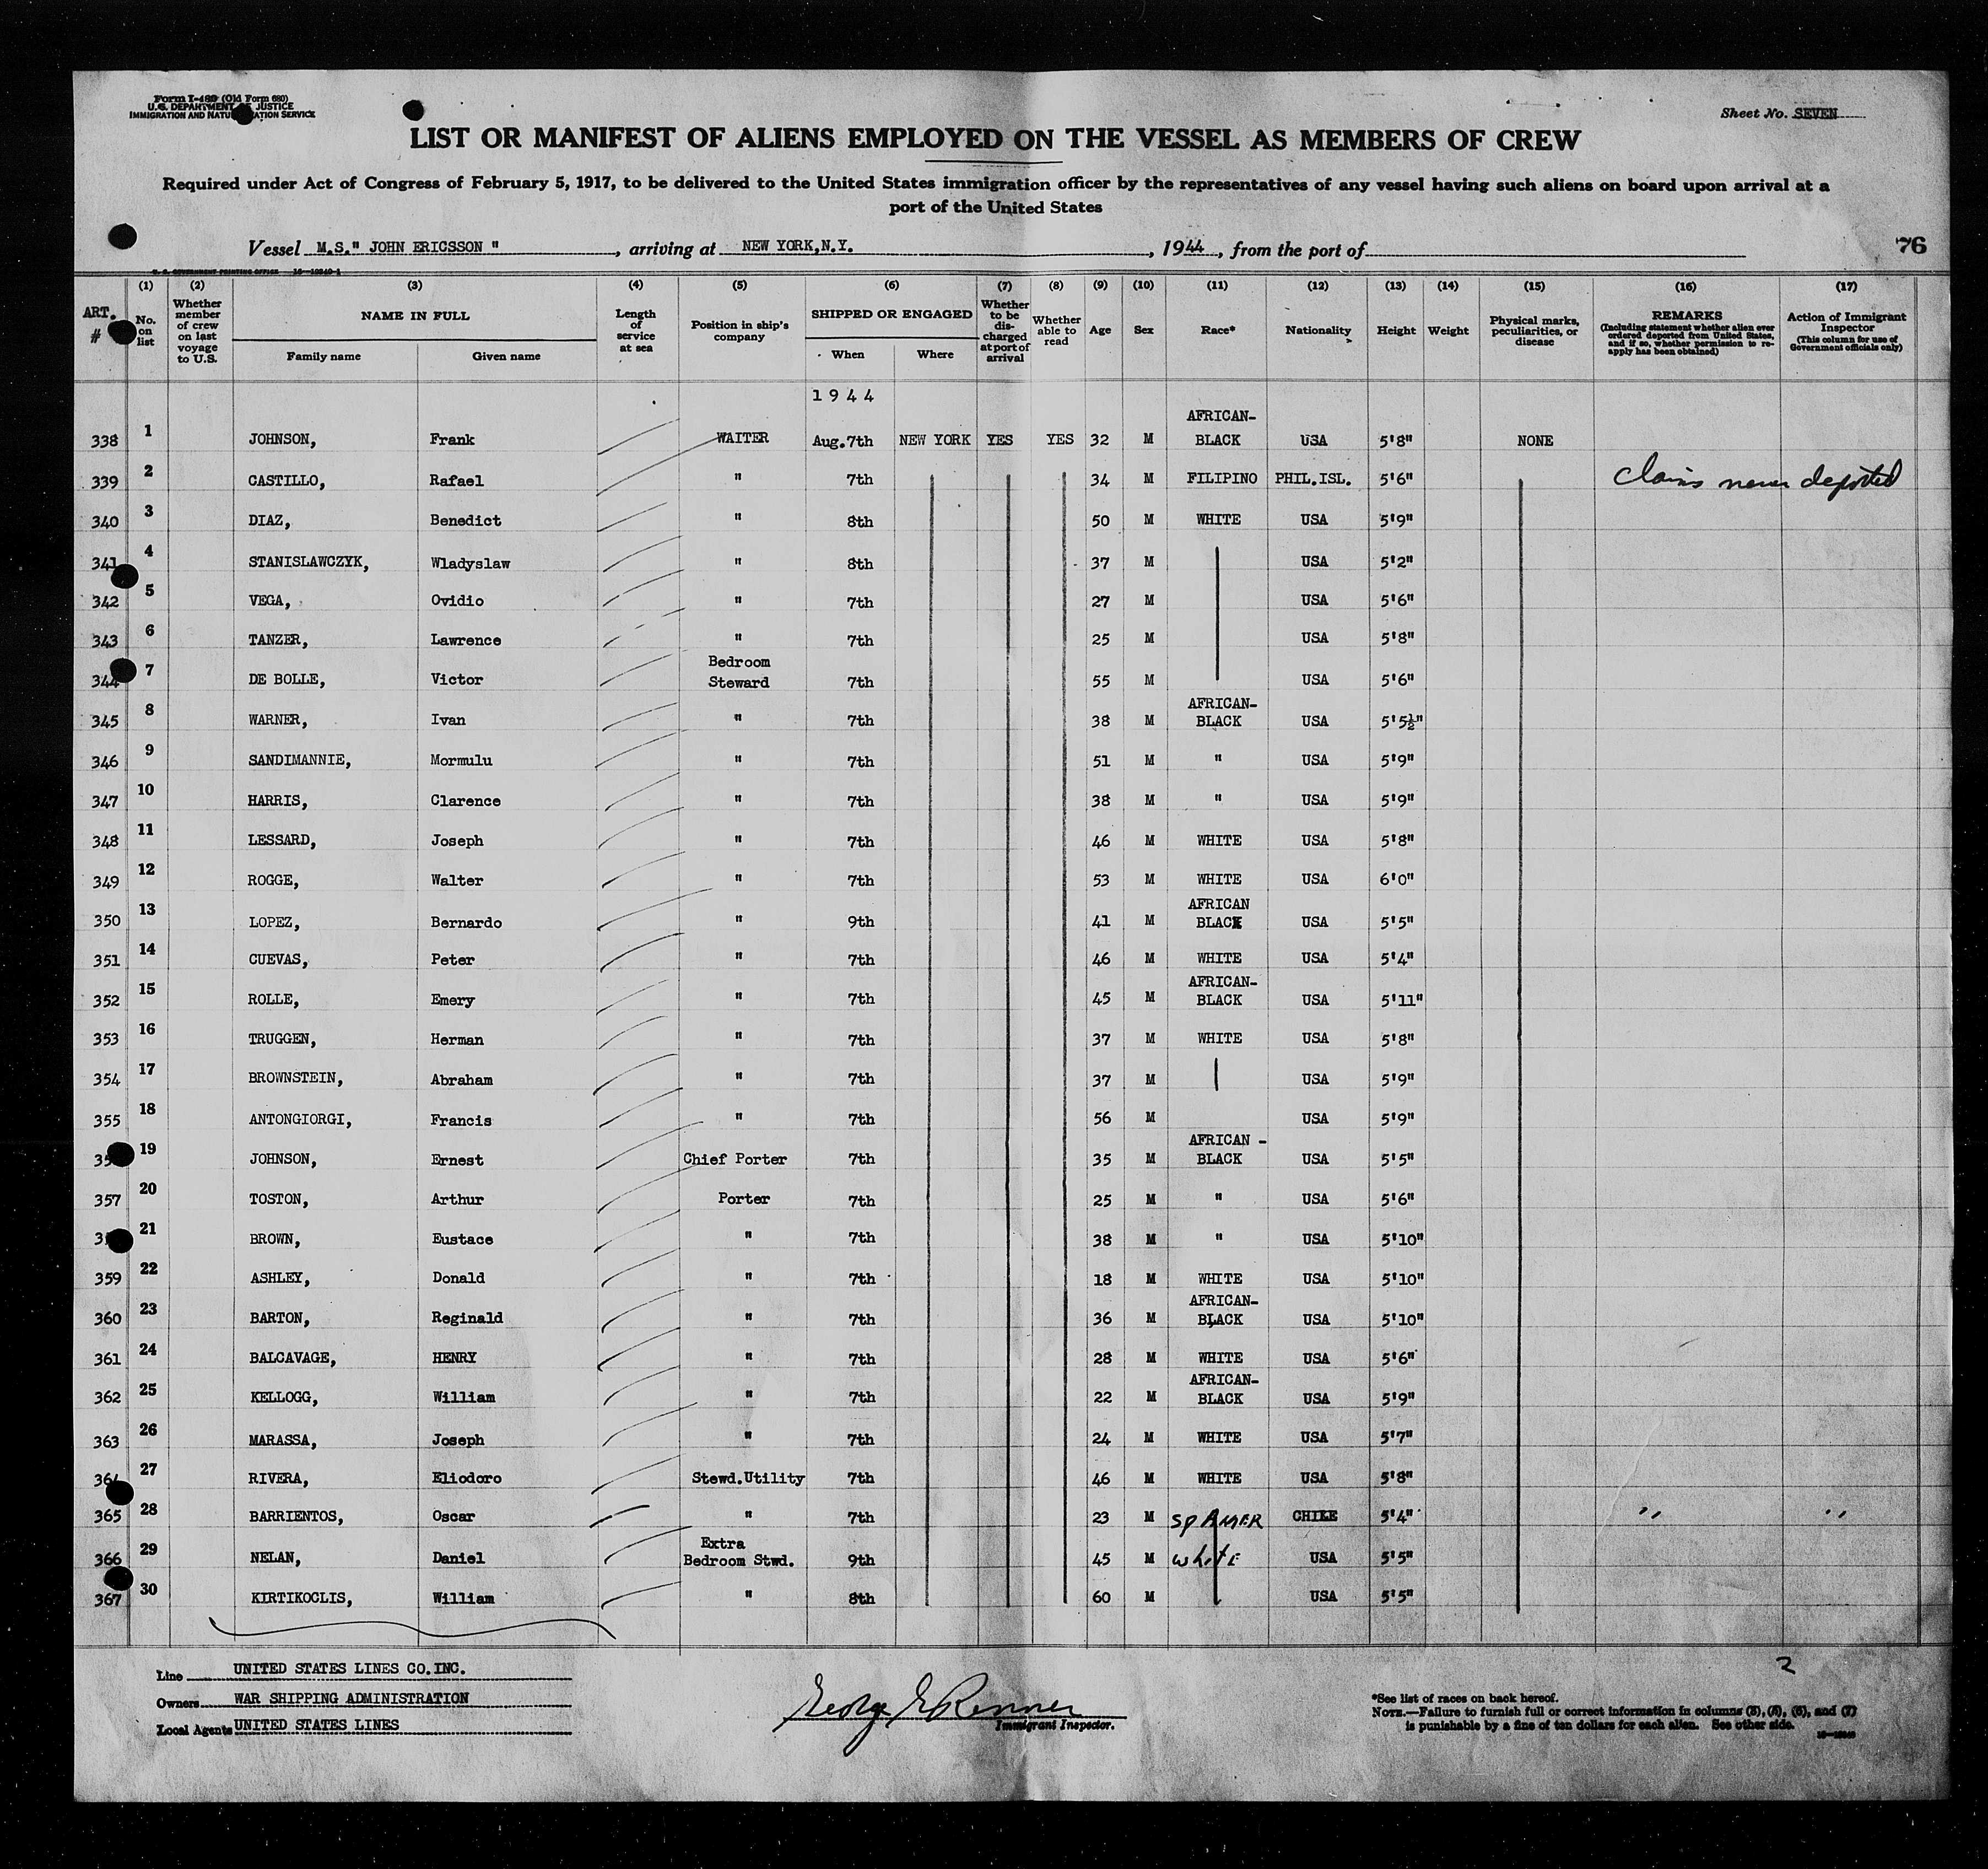 Form I-489 (Old Form 680)
U.S. DEPARTMENT OF JUSTICE
IMMIGRATION AND NATURALIZATION SERVICE
Sheet No. SEVEN
LIST OR MANIFEST OF ALIENS EMPLOYED ON THE VESSEL AS MEMBERS OF CREW
Required under Act of Congress of February 5, 1917, to be delivered to the United States immigration officer by the representatives of any vessel having such aliens on board upon arrival at a
port of the United States
Vessel M.S." JOHN ERICSSON ", arriving at NEW YORK,N.Y., 1944, from the port of
76
U. S. GOVERNMENT PRINTING OFFICE
ART. # (1) No. on list (2) Whether member of crew on last voyage to U.S. (3) NAME IN FULL Family name Given name (4) Length of service at sea (5) Position in ship's company (6) SHIPPED OR ENGAGED When Where (7) Whether to be discharged at port of arrival (8) Whether able to read (9) Age (10) Sex (11) Race* (12) Nationality (13) Height (14) Weight (15) Physical marks, peculiarities, or disease (16) REMARKS (Including statement whether alien ever ordered deported from United States, and if so, whether permission to reapply has been obtained) (17) Action of Immigrant Inspector (This column for use of Government officials only)
1944
338 1 JOHNSON, Frank WAITER Aug.7th NEW YORK YES YES 32 M AFRICAN-BLACK USA 5'8" NONE
339 2 CASTILLO, Rafael " 7th 34 M FILIPINO PHIL.ISL. 5'6" Claims never deported
340 3 DIAZ, Benedict " 8th 50 M WHITE USA 5'9"
341 4 STANISLAWCZYK, Wladyslaw " 8th 37 M USA 5'2"
342 5 VEGA, Ovidio " 7th 27 M USA 5'6"
343 6 TANZER, Lawrence " 7th 25 M USA 5'8"
344 7 DE BOLLE, Victor Bedroom Steward 7th 55 M USA 5'6"
345 8 WARNER, Ivan " 7th 38 M AFRICAN-BLACK USA 5'5½"
346 9 SANDIMANNIE, Mormulu " 7th 51 M " USA 5'9"
347 10 HARRIS, Clarence " 7th 38 M " USA 5'9"
348 11 LESSARD, Joseph " 7th 46 M WHITE USA 5'8"
349 12 ROGGE, Walter " 7th 53 M WHITE USA 6'0"
350 13 LOPEZ, Bernardo " 9th 41 M AFRICAN BLACK USA 5'5"
351 14 CUEVAS, Peter " 7th 46 M WHITE USA 5'4"
352 15 ROLLE, Emery " 7th 45 M AFRICAN-BLACK USA 5'11"
353 16 TRUGGEN, Herman " 7th 37 M WHITE USA 5'8"
354 17 BROWNSTEIN, Abraham " 7th 37 M USA 5'9"
355 18 ANTONGIORGI, Francis " 7th 56 M USA 5'9"
19 JOHNSON, Ernest Chief Porter 7th 35 M AFRICAN - BLACK USA 5'5"
357 20 TOSTON, Arthur Porter 7th 25 M " USA 5'6"
21 BROWN, Eustace " 7th 38 M " USA 5'10"
359 22 ASHLEY, Donald " 7th 18 M WHITE USA 5'10"
360 23 BARTON, Reginald " 7th 36 M AFRICAN-BLACK USA 5'10"
361 24 BALCAVAGE, HENRY " 7th 28 M WHITE USA 5'6"
362 25 KELLOGG, William " 7th 22 M AFRICAN-BLACK USA 5'9"
363 26 MARASSA, Joseph " 7th 24 M WHITE USA 5'7"
364 27 RIVERA, Eliodoro Stewd.Utility 7th 46 M WHITE USA 5'8"
365 28 BARRIENTOS, Oscar " 7th 23 M SP AMER CHILE 5'4" " "
366 29 NELAN, Daniel Extra Bedroom Stwd. 9th 45 M White USA 5'5"
367 30 KIRTIKOCLIS, William " 8th 60 M USA 5'5"
Line UNITED STATES LINES CO.INC.
Owners WAR SHIPPING ADMINISTRATION
Local Agents UNITED STATES LINES
George E Renner
Immigrant Inspector.
2
*See list of races on back hereof.
NOTE.—Failure to furnish full or correct information in columns (3), (5), (6), and (7)
is punishable by a fine of ten dollars for each alien. See other side.